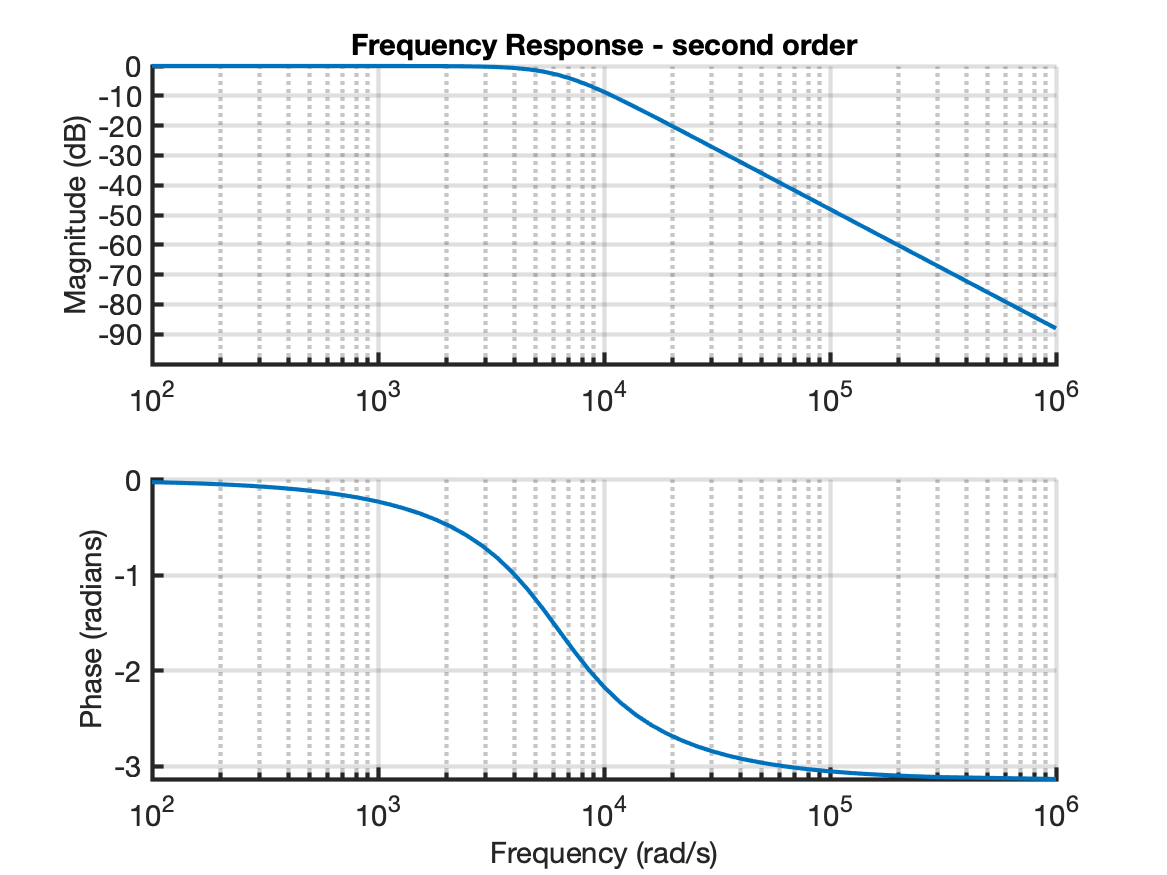 Frequency Response - second order
Magnitude (dB)
0
-10
-20
-30
-40
-50
-60
-70
-80
-90
10^2 10^3 10^4 10^5 10^6
Phase (radians)
0
-1
-2
-3
10^2 10^3 10^4 10^5 10^6
Frequency (rad/s)